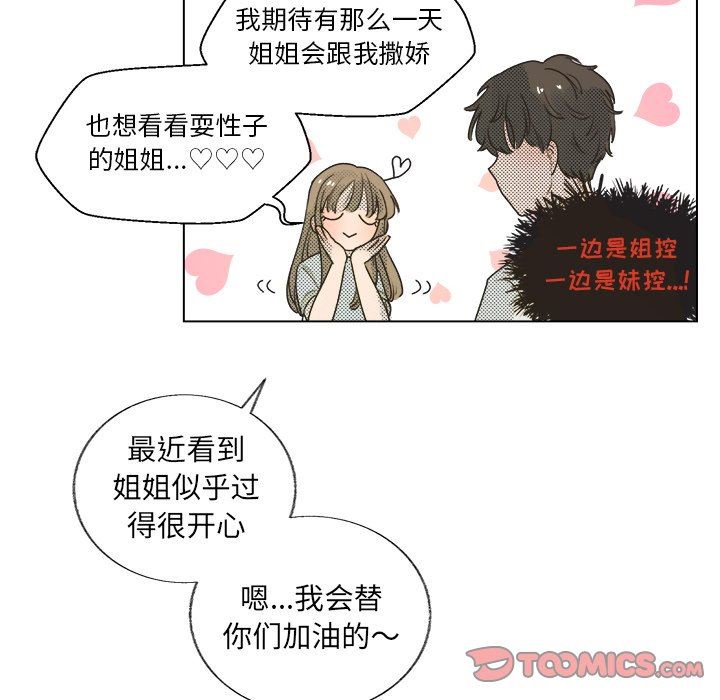 我期待有那么一天
姐姐会跟我撒娇
也想看看耍性子
的姐姐...♡♡♡
一边是姐控
一边是妹控...!
最近看到
姐姐似乎过
得很开心
嗯...我会替
你们加油的～
TOOMICS.COM